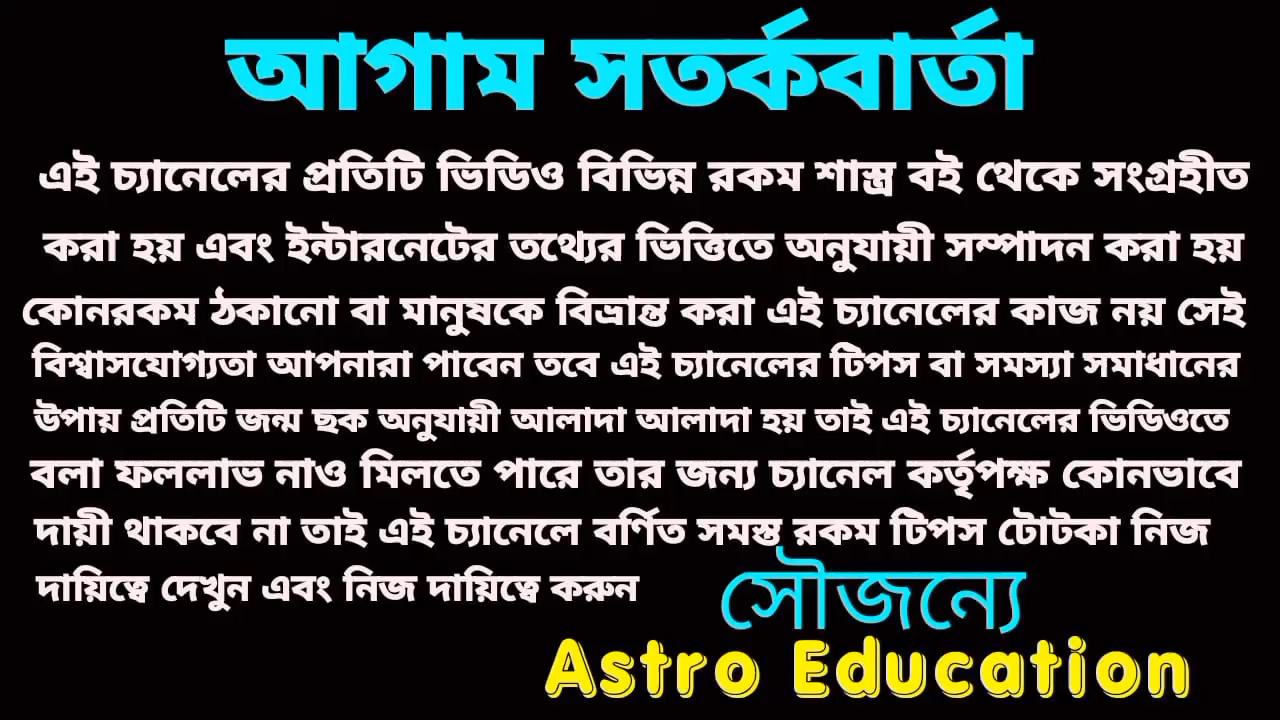 আগাম সতর্কবার্তা
এই চ্যানেলের প্রতিটি ভিডিও বিভিন্ন রকম শাস্ত্র বই থেকে সংগ্রহীত
করা হয় এবং ইন্টারনেটের তথ্যের ভিত্তিতে অনুযায়ী সম্পাদন করা হয়
কোনরকম ঠকানো বা মানুষকে বিভ্রান্ত করা এই চ্যানেলের কাজ নয় সেই
বিশ্বাসযোগ্যতা আপনারা পাবেন তবে এই চ্যানেলের টিপস বা সমস্যা সমাধানের
উপায় প্রতিটি জন্ম ছক অনুযায়ী আলাদা আলাদা হয় তাই এই চ্যানেলের ভিডিওতে
বলা ফললাভ নাও মিলতে পারে তার জন্য চ্যানেল কর্তৃপক্ষ কোনভাবে
দায়ী থাকবে না তাই এই চ্যানেলে বর্ণিত সমস্ত রকম টিপস টোটকা নিজ
দায়িত্বে দেখুন এবং নিজ দায়িত্বে করুন
সৌজন্যে
Astro Education